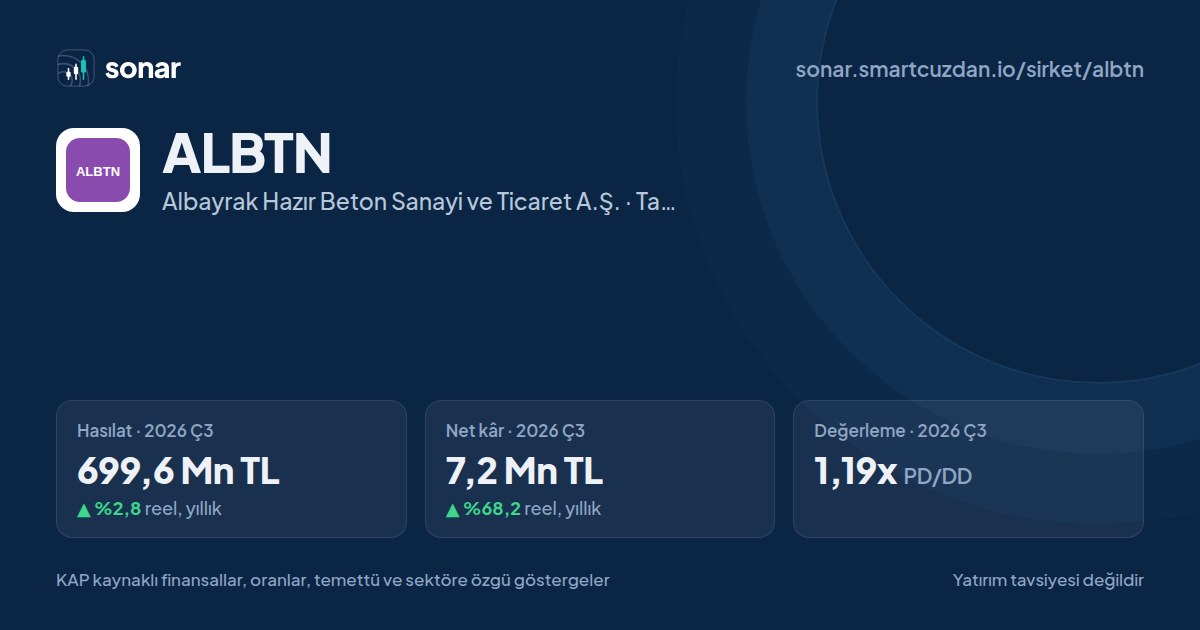 sonar
sonar.smartcuzdan.io/sirket/albtn
ALBTN
ALBTN
Albayrak Hazır Beton Sanayi ve Ticaret A.Ş. · Ta...
Hasılat · 2026 Ç3
699,6 Mn TL
▲ %2,8 reel, yıllık
Net kâr · 2026 Ç3
7,2 Mn TL
▲ %68,2 reel, yıllık
Değerleme · 2026 Ç3
1,19x PD/DD
KAP kaynaklı finansallar, oranlar, temettü ve sektöre özgü göstergeler
Yatırım tavsiyesi değildir